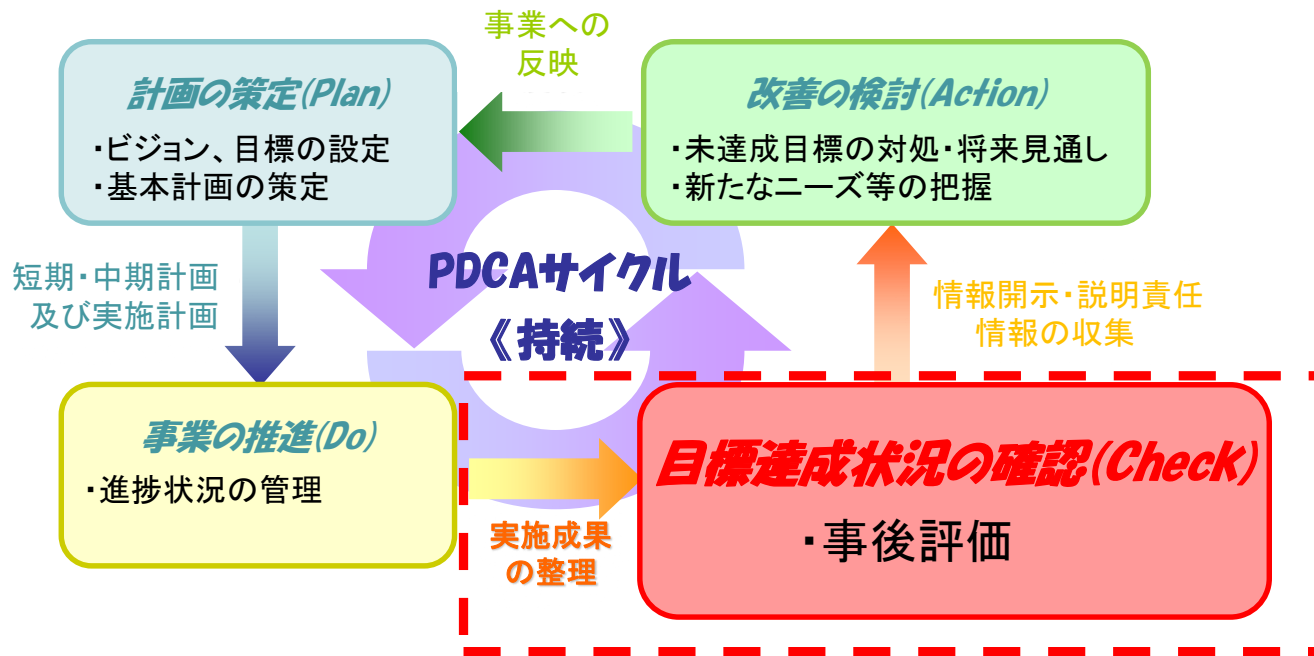 事業への
反映
計画の策定(Plan)
・ビジョン、目標の設定
・基本計画の策定
改善の検討(Action)
・未達成目標の対処・将来見通し
・新たなニーズ等の把握
短期・中期計画
及び実施計画
PDCAサイクル
《持続》
情報開示・説明責任
情報の収集
事業の推進(Do)
・進捗状況の管理
実施成果
の整理
目標達成状況の確認(Check)
・事後評価